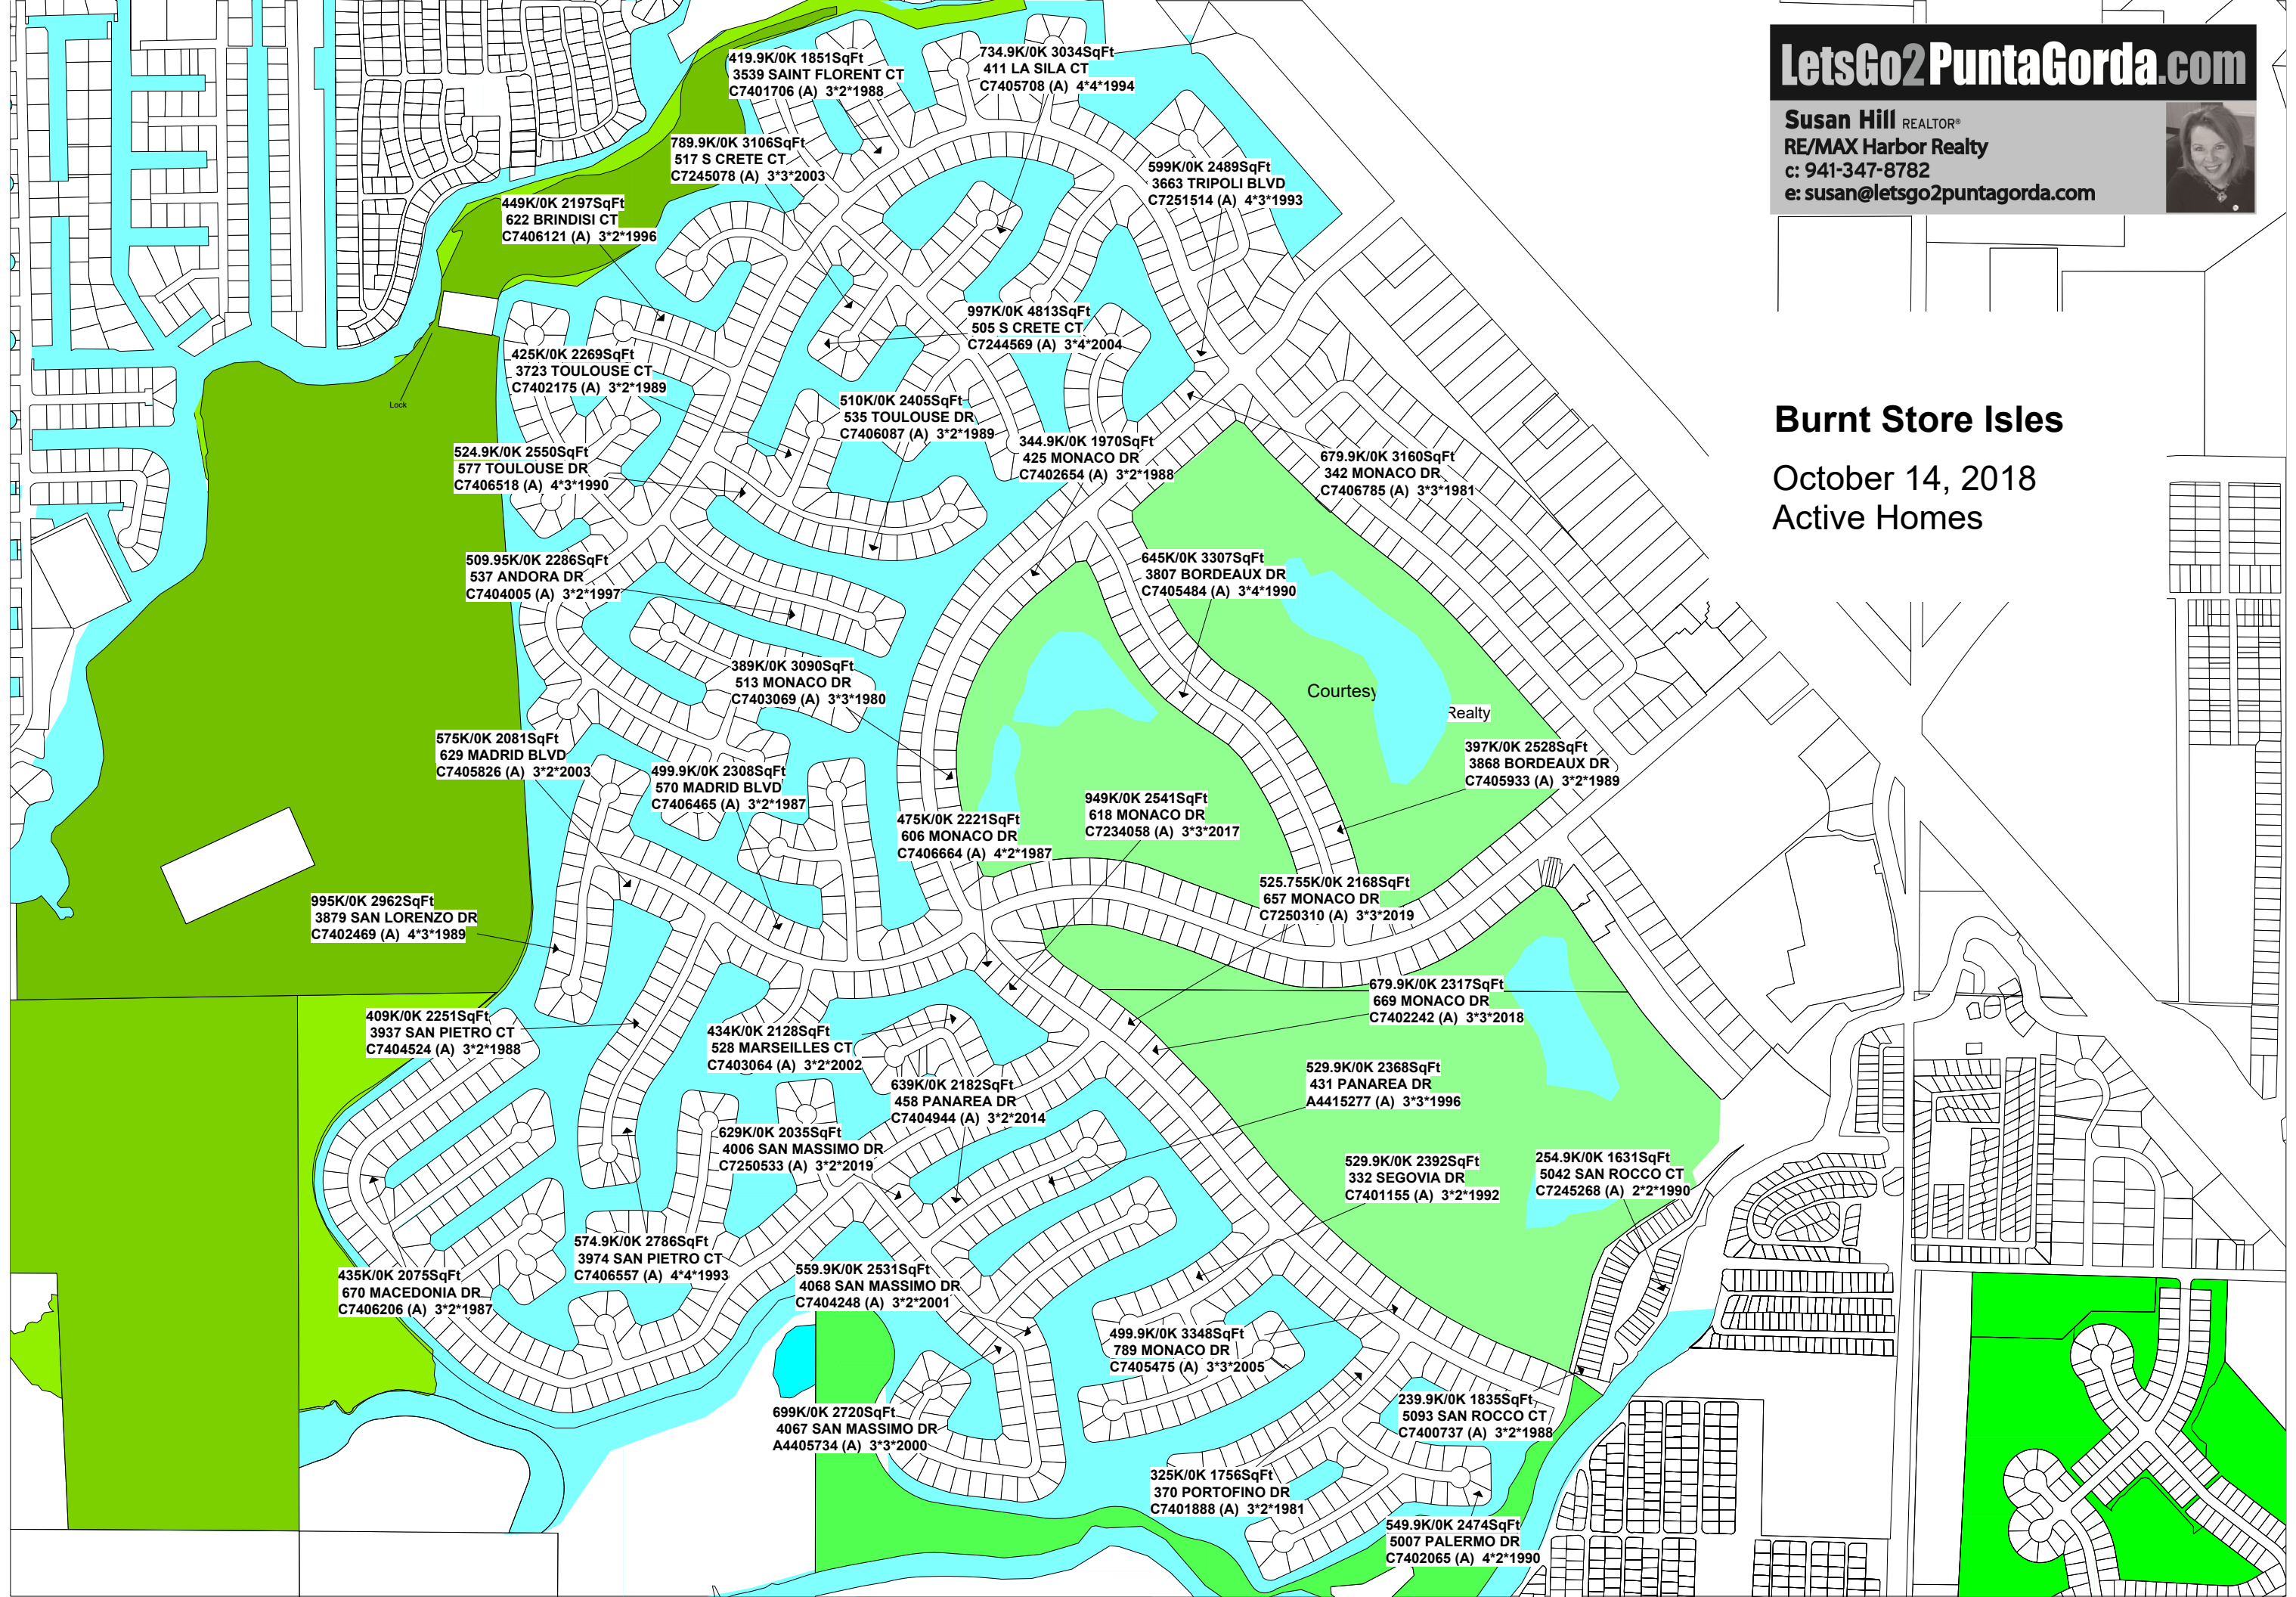 LetsGo2PuntaGorda.com
Susan Hill REALTOR®
RE/MAX Harbor Realty
c: 941-347-8782
e: susan@letsgo2puntagorda.com
Burnt Store Isles
October 14, 2018
Active Homes
419.9K/0K 1851SqFt
3539 SAINT FLORENT CT
C7401706 (A) 3*2*1988
734.9K/0K 3034SqFt
411 LA SILA CT
C7405708 (A) 4*4*1994
789.9K/0K 3106SqFt
517 S CRETE CT
C7245078 (A) 3*3*2003
599K/0K 2489SqFt
3663 TRIPOLI BLVD
C7251514 (A) 4*3*1993
449K/0K 2197SqFt
622 BRINDISI CT
C7406121 (A) 3*2*1996
997K/0K 4813SqFt
505 S CRETE CT
C7244569 (A) 3*4*2004
425K/0K 2269SqFt
3723 TOULOUSE CT
C7402175 (A) 3*2*1989
Lock
510K/0K 2405SqFt
535 TOULOUSE DR
C7406087 (A) 3*2*1989
344.9K/0K 1970SqFt
425 MONACO DR
C7402654 (A) 3*2*1988
524.9K/0K 2550SqFt
577 TOULOUSE DR
C7406518 (A) 4*3*1990
679.9K/0K 3160SqFt
342 MONACO DR
C7406785 (A) 3*3*1981
509.95K/0K 2286SqFt
537 ANDORA DR
C7404005 (A) 3*2*1997
645K/0K 3307SqFt
3807 BORDEAUX DR
C7405484 (A) 3*4*1990
389K/0K 3090SqFt
513 MONACO DR
C7403069 (A) 3*3*1980
Courtesy
Realty
575K/0K 2081SqFt
629 MADRID BLVD
C7405826 (A) 3*2*2003
397K/0K 2528SqFt
3868 BORDEAUX DR
C7405933 (A) 3*2*1989
499.9K/0K 2308SqFt
570 MADRID BLVD
C7406465 (A) 3*2*1987
949K/0K 2541SqFt
618 MONACO DR
C7234058 (A) 3*3*2017
475K/0K 2221SqFt
606 MONACO DR
C7406664 (A) 4*2*1987
525.755K/0K 2168SqFt
657 MONACO DR
C7250310 (A) 3*3*2019
995K/0K 2962SqFt
3879 SAN LORENZO DR
C7402469 (A) 4*3*1989
679.9K/0K 2317SqFt
669 MONACO DR
C7402242 (A) 3*3*2018
409K/0K 2251SqFt
3937 SAN PIETRO CT
C7404524 (A) 3*2*1988
434K/0K 2128SqFt
528 MARSEILLES CT
C7403064 (A) 3*2*2002
529.9K/0K 2368SqFt
431 PANAREA DR
A4415277 (A) 3*3*1996
639K/0K 2182SqFt
458 PANAREA DR
C7404944 (A) 3*2*2014
629K/0K 2035SqFt
4006 SAN MASSIMO DR
C7250533 (A) 3*2*2019
529.9K/0K 2392SqFt
332 SEGOVIA DR
C7401155 (A) 3*2*1992
254.9K/0K 1631SqFt
5042 SAN ROCCO CT
C7245268 (A) 2*2*1990
574.9K/0K 2786SqFt
3974 SAN PIETRO CT
C7406557 (A) 4*4*1993
435K/0K 2075SqFt
670 MACEDONIA DR
C7406206 (A) 3*2*1987
559.9K/0K 2531SqFt
4068 SAN MASSIMO DR
C7404248 (A) 3*2*2001
499.9K/0K 3348SqFt
789 MONACO DR
C7405475 (A) 3*3*2005
699K/0K 2720SqFt
4067 SAN MASSIMO DR
A4405734 (A) 3*3*2000
239.9K/0K 1835SqFt
5093 SAN ROCCO CT
C7400737 (A) 3*2*1988
325K/0K 1756SqFt
370 PORTOFINO DR
C7401888 (A) 3*2*1981
549.9K/0K 2474SqFt
5007 PALERMO DR
C7402065 (A) 4*2*1990